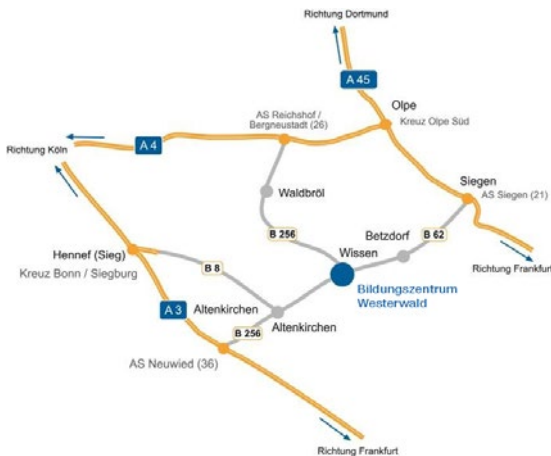 Richtung Dortmund
A 45
Olpe
Kreuz Olpe Süd
AS Reichshof /
Bergneustadt (26)
A 4
Richtung Köln
Siegen
AS Siegen (21)
Waldbröl
B 256
Betzdorf
B 62
Wissen
Hennef (Sieg)
Kreuz Bonn / Siegburg
B 8
Richtung Frankfurt
Bildungszentrum
Westerwald
A 3
Altenkirchen
Altenkirchen
B 256
AS Neuwied (36)
Richtung Frankfurt